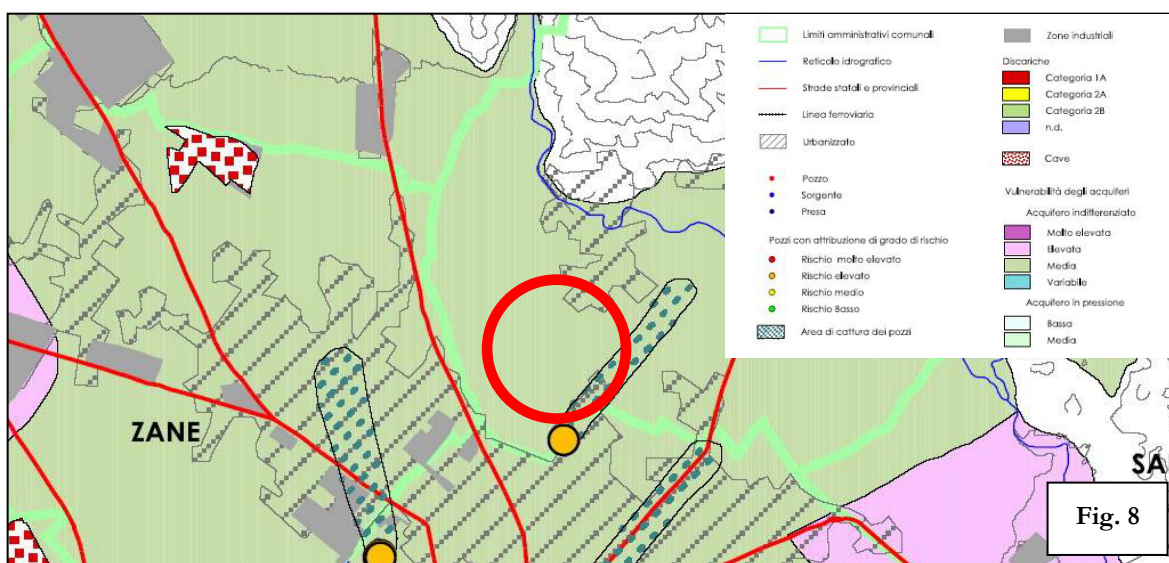 Limiti amministrativi comunali
Reticolo idrografico
Strade statali e provinciali
Linea ferroviaria
Urbanizzato
Pozzo
Sorgente
Presa
Pozzi con attribuzione di grado di rischio
Rischio molto elevato
Rischio elevato
Rischio medio
Rischio Basso
Area di cattura dei pozzi
Zone industriali
Discariche
Categoria 1A
Categoria 2A
Categoria 2B
n.d.
Cave
Vulnerabilità degli acquiferi
Acquifero indifferenziato
Molto elevata
Elevata
Media
Variabile
Acquifero in pressione
Bassa
Media
ZANE
SA
Fig. 8